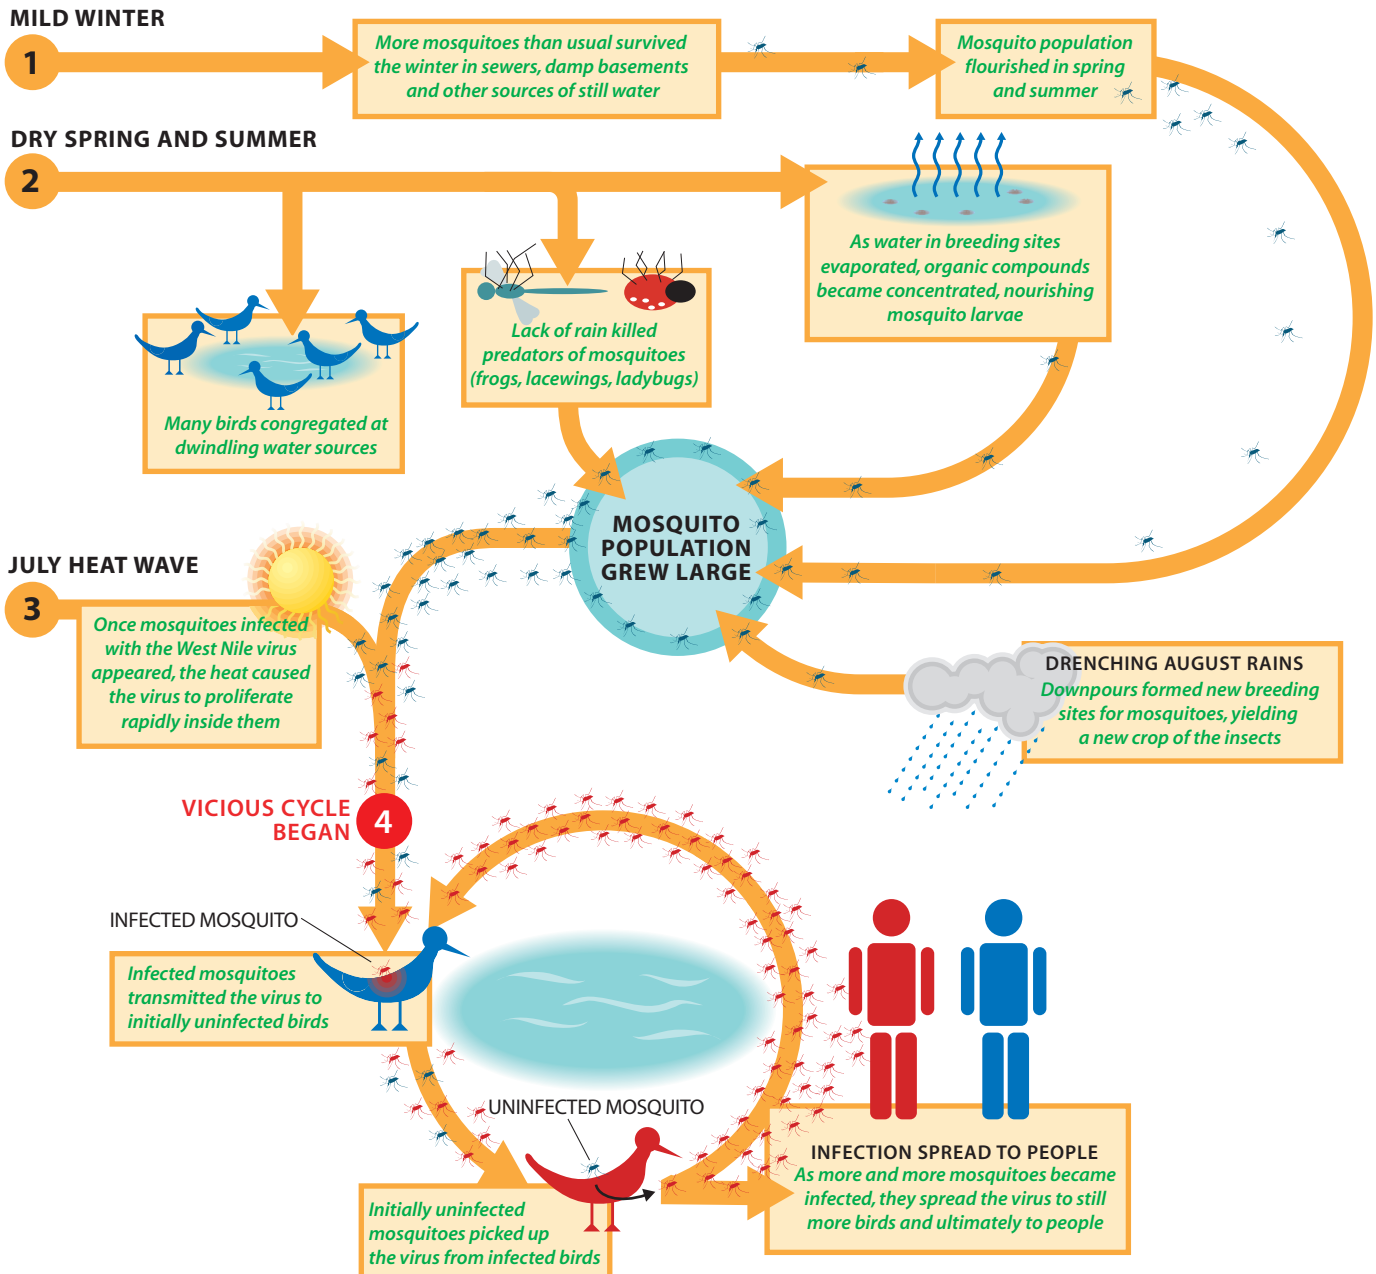 MILD WINTER
1
More mosquitoes than usual survived
the winter in sewers, damp basements
and other sources of still water
Mosquito population
flourished in spring
and summer
DRY SPRING AND SUMMER
2
As water in breeding sites
evaporated, organic compounds
became concentrated, nourishing
mosquito larvae
Lack of rain killed
predators of mosquitoes
(frogs, lacewings, ladybugs)
Many birds congregated at
dwindling water sources
MOSQUITO
POPULATION
GREW LARGE
JULY HEAT WAVE
3
Once mosquitoes infected
with the West Nile virus
appeared, the heat caused
the virus to proliferate
rapidly inside them
DRENCHING AUGUST RAINS
Downpours formed new breeding
sites for mosquitoes, yielding
a new crop of the insects
VICIOUS CYCLE
BEGAN
4
INFECTED MOSQUITO
Infected mosquitoes
transmitted the virus to
initially uninfected birds
UNINFECTED MOSQUITO
Initially uninfected
mosquitoes picked up
the virus from infected birds
INFECTION SPREAD TO PEOPLE
As more and more mosquitoes became
infected, they spread the virus to still
more birds and ultimately to people